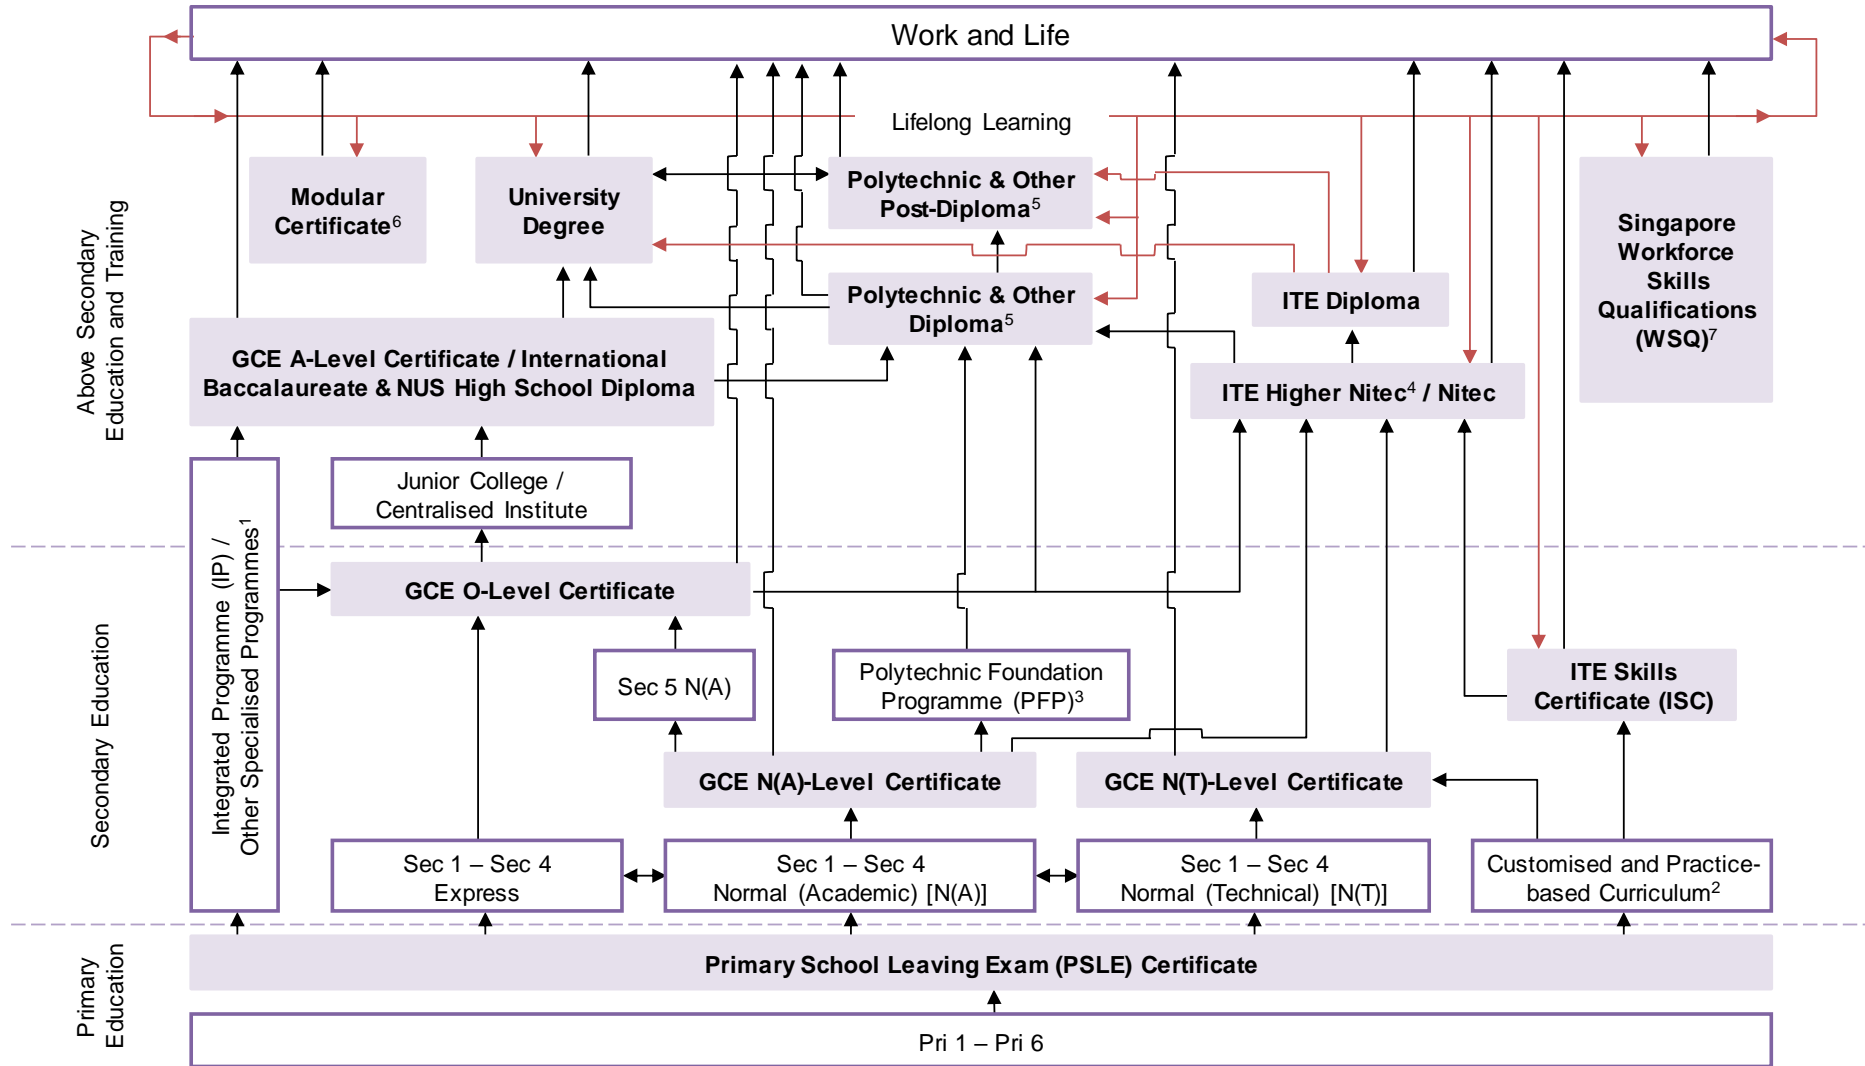 Work and Life
Lifelong Learning
Above Secondary
Education and Training
Modular
Certificate⁶
University
Degree
Polytechnic & Other
Post-Diploma⁵
Singapore
Workforce
Skills
Qualifications
(WSQ)⁷
Polytechnic & Other
Diploma⁵
ITE Diploma
GCE A-Level Certificate / International
Baccalaureate & NUS High School Diploma
ITE Higher Nitec⁴ / Nitec
Junior College /
Centralised Institute
Integrated Programme (IP) /
Other Specialised Programmes¹
Secondary Education
GCE O-Level Certificate
Sec 5 N(A)
Polytechnic Foundation
Programme (PFP)³
ITE Skills
Certificate (ISC)
GCE N(A)-Level Certificate
GCE N(T)-Level Certificate
Sec 1 – Sec 4
Express
Sec 1 – Sec 4
Normal (Academic) [N(A)]
Sec 1 – Sec 4
Normal (Technical) [N(T)]
Customised and Practice-
based Curriculum²
Primary
Education
Primary School Leaving Exam (PSLE) Certificate
Pri 1 – Pri 6